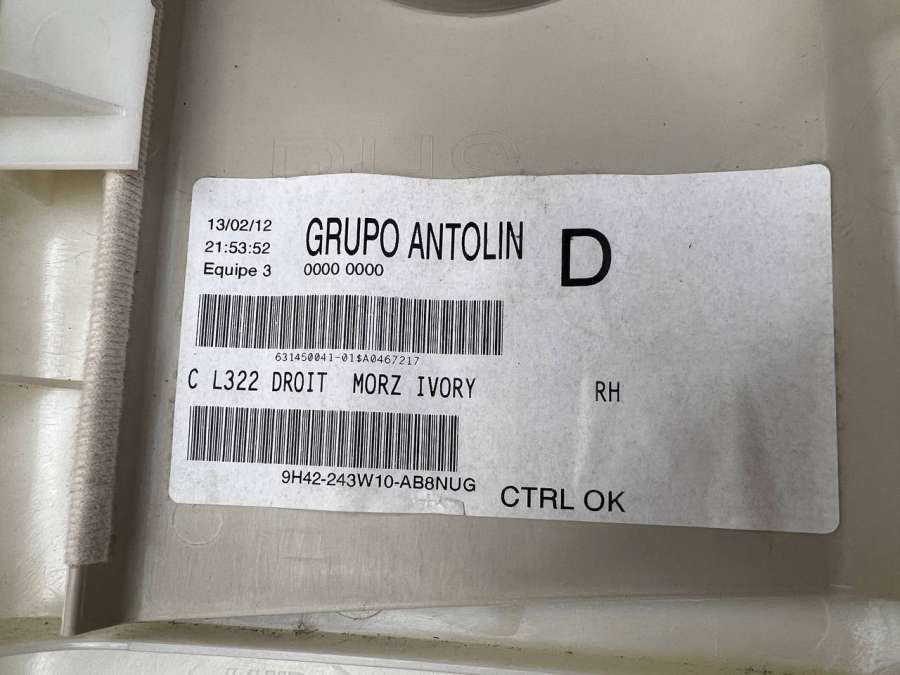 13/02/12
21:53:52
Equipe 3
GRUPO ANTOLIN
0000 0000
D
631450041-01$A0467217
C L322 DROIT MORZ IVORY
RH
9H42-243W10-AB8NUG
CTRL OK